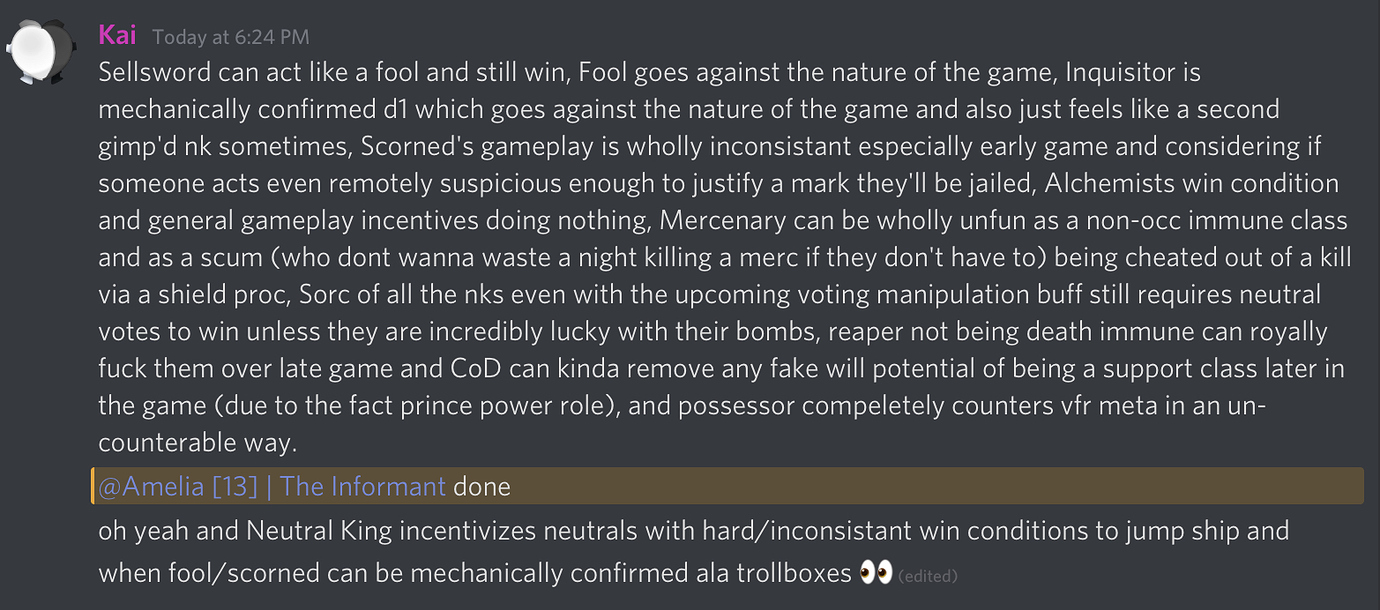 Kai Today at 6:24 PM
Sellsword can act like a fool and still win, Fool goes against the nature of the game, Inquisitor is
mechanically confirmed d1 which goes against the nature of the game and also just feels like a second
gimp'd nk sometimes, Scorned's gameplay is wholly inconsistant especially early game and considering if
someone acts even remotely suspicious enough to justify a mark they'll be jailed, Alchemists win condition
and general gameplay incentives doing nothing, Mercenary can be wholly unfun as a non-occ immune class
and as a scum (who dont wanna waste a night killing a merc if they don't have to) being cheated out of a kill
via a shield proc, Sorc of all the nks even with the upcoming voting manipulation buff still requires neutral
votes to win unless they are incredibly lucky with their bombs, reaper not being death immune can royally
fuck them over late game and CoD can kinda remove any fake will potential of being a support class later in
the game (due to the fact prince power role), and possessor compeletely counters vfr meta in an un-
counterable way.
@Amelia [13] | The Informant done
oh yeah and Neutral King incentivizes neutrals with hard/inconsistant win conditions to jump ship and
when fool/scorned can be mechanically confirmed ala trollboxes 👀 (edited)